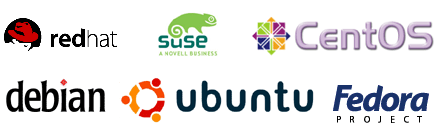 redhat
SUSE
A NOVELL BUSINESS
CentOS
debian
ubuntu
Fedora
PROJECT